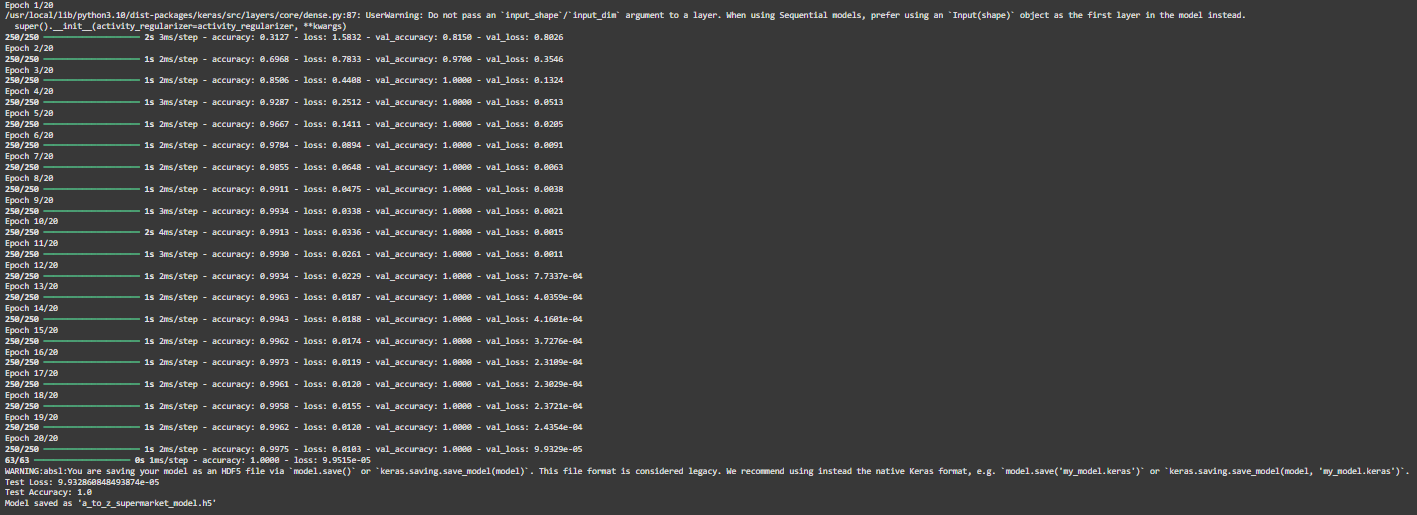 Epoch 1/20
/usr/local/lib/python3.10/dist-packages/keras/src/layers/core/dense.py:87: UserWarning: Do not pass an `input_shape`/`input_dim` argument to a layer. When using Sequential models, prefer using an `Input(shape)` object as the first layer in the model instead.
  super().__init__(activity_regularizer=activity_regularizer, **kwargs)
250/250 ━━━━━━━━━━━━━━━━━━━━ 2s 3ms/step - accuracy: 0.3127 - loss: 1.5832 - val_accuracy: 0.8150 - val_loss: 0.8026
Epoch 2/20
250/250 ━━━━━━━━━━━━━━━━━━━━ 1s 2ms/step - accuracy: 0.6968 - loss: 0.7833 - val_accuracy: 0.9700 - val_loss: 0.3546
Epoch 3/20
250/250 ━━━━━━━━━━━━━━━━━━━━ 1s 2ms/step - accuracy: 0.8506 - loss: 0.4408 - val_accuracy: 1.0000 - val_loss: 0.1324
Epoch 4/20
250/250 ━━━━━━━━━━━━━━━━━━━━ 1s 3ms/step - accuracy: 0.9287 - loss: 0.2512 - val_accuracy: 1.0000 - val_loss: 0.0513
Epoch 5/20
250/250 ━━━━━━━━━━━━━━━━━━━━ 1s 2ms/step - accuracy: 0.9667 - loss: 0.1411 - val_accuracy: 1.0000 - val_loss: 0.0205
Epoch 6/20
250/250 ━━━━━━━━━━━━━━━━━━━━ 1s 2ms/step - accuracy: 0.9784 - loss: 0.0894 - val_accuracy: 1.0000 - val_loss: 0.0091
Epoch 7/20
250/250 ━━━━━━━━━━━━━━━━━━━━ 1s 2ms/step - accuracy: 0.9855 - loss: 0.0648 - val_accuracy: 1.0000 - val_loss: 0.0063
Epoch 8/20
250/250 ━━━━━━━━━━━━━━━━━━━━ 1s 2ms/step - accuracy: 0.9911 - loss: 0.0475 - val_accuracy: 1.0000 - val_loss: 0.0038
Epoch 9/20
250/250 ━━━━━━━━━━━━━━━━━━━━ 1s 3ms/step - accuracy: 0.9934 - loss: 0.0338 - val_accuracy: 1.0000 - val_loss: 0.0021
Epoch 10/20
250/250 ━━━━━━━━━━━━━━━━━━━━ 2s 4ms/step - accuracy: 0.9913 - loss: 0.0336 - val_accuracy: 1.0000 - val_loss: 0.0015
Epoch 11/20
250/250 ━━━━━━━━━━━━━━━━━━━━ 1s 3ms/step - accuracy: 0.9930 - loss: 0.0261 - val_accuracy: 1.0000 - val_loss: 0.0011
Epoch 12/20
250/250 ━━━━━━━━━━━━━━━━━━━━ 1s 2ms/step - accuracy: 0.9934 - loss: 0.0229 - val_accuracy: 1.0000 - val_loss: 7.7337e-04
Epoch 13/20
250/250 ━━━━━━━━━━━━━━━━━━━━ 1s 2ms/step - accuracy: 0.9963 - loss: 0.0187 - val_accuracy: 1.0000 - val_loss: 4.0359e-04
Epoch 14/20
250/250 ━━━━━━━━━━━━━━━━━━━━ 1s 2ms/step - accuracy: 0.9943 - loss: 0.0188 - val_accuracy: 1.0000 - val_loss: 4.1601e-04
Epoch 15/20
250/250 ━━━━━━━━━━━━━━━━━━━━ 1s 2ms/step - accuracy: 0.9962 - loss: 0.0174 - val_accuracy: 1.0000 - val_loss: 3.7276e-04
Epoch 16/20
250/250 ━━━━━━━━━━━━━━━━━━━━ 1s 2ms/step - accuracy: 0.9973 - loss: 0.0119 - val_accuracy: 1.0000 - val_loss: 2.3109e-04
Epoch 17/20
250/250 ━━━━━━━━━━━━━━━━━━━━ 1s 2ms/step - accuracy: 0.9961 - loss: 0.0120 - val_accuracy: 1.0000 - val_loss: 2.3029e-04
Epoch 18/20
250/250 ━━━━━━━━━━━━━━━━━━━━ 1s 2ms/step - accuracy: 0.9958 - loss: 0.0155 - val_accuracy: 1.0000 - val_loss: 2.3721e-04
Epoch 19/20
250/250 ━━━━━━━━━━━━━━━━━━━━ 1s 2ms/step - accuracy: 0.9962 - loss: 0.0120 - val_accuracy: 1.0000 - val_loss: 2.4354e-04
Epoch 20/20
250/250 ━━━━━━━━━━━━━━━━━━━━ 1s 2ms/step - accuracy: 0.9975 - loss: 0.0103 - val_accuracy: 1.0000 - val_loss: 9.9329e-05
63/63 ━━━━━━━━━━━━━━━━━━━━ 0s 1ms/step - accuracy: 1.0000 - loss: 9.9515e-05
WARNING:absl:You are saving your model as an HDF5 file via `model.save()` or `keras.saving.save_model(model)`. This file format is considered legacy. We recommend using instead the native Keras format, e.g. `model.save('my_model.keras')` or `keras.saving.save_model(model, 'my_model.keras')`.
Test Loss: 9.932860848493874e-05
Test Accuracy: 1.0
Model saved as 'a_to_z_supermarket_model.h5'